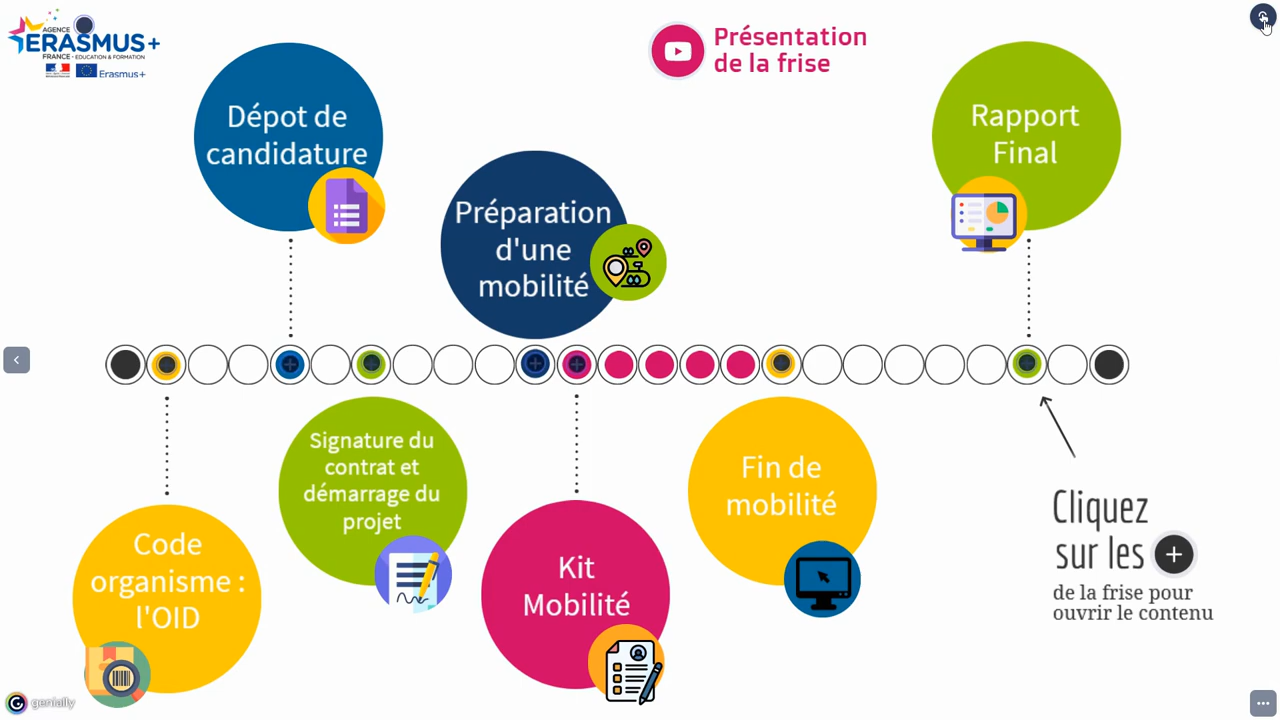 AGENCE
ERASMUS+
FRANCE • EDUCATION & FORMATION
Erasmus+
Présentation
de la frise
Dépot de
candidature
Préparation
d'une
mobilité
Rapport
Final
Signature du
contrat et
démarrage du
projet
Fin de
mobilité
Code
organisme :
l'OID
Kit
Mobilité
Cliquez
sur les +
de la frise pour
ouvrir le contenu
genially